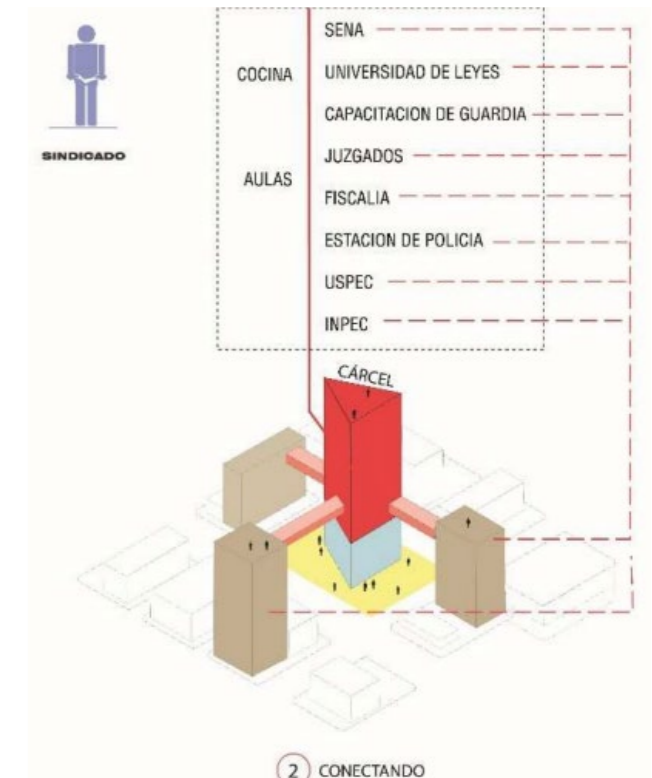 SINDICADO
COCINA
AULAS
SENA
UNIVERSIDAD DE LEYES
CAPACITACION DE GUARDIA
JUZGADOS
FISCALIA
ESTACION DE POLICIA
USPEC
INPEC
CÁRCEL
2 CONECTANDO